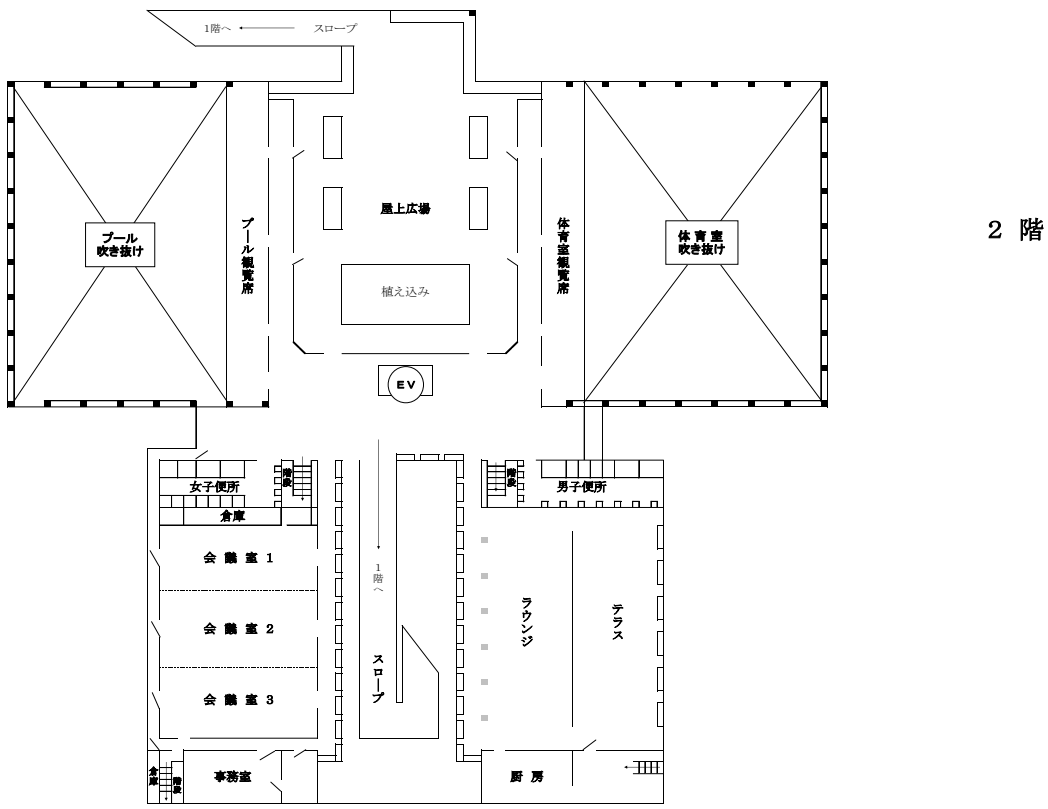 1階へ
スロープ
2 階
屋上広場
プール
吹き抜け
プール観覧席
体育室観覧席
体 育 室
吹き抜け
植え込み
EV
階段
階段
女子便所
男子便所
倉庫
会 議 室 1
1階へ
ラウンジ
テラス
会 議 室 2
スロープ
会 議 室 3
倉庫
階段
事務室
厨 房